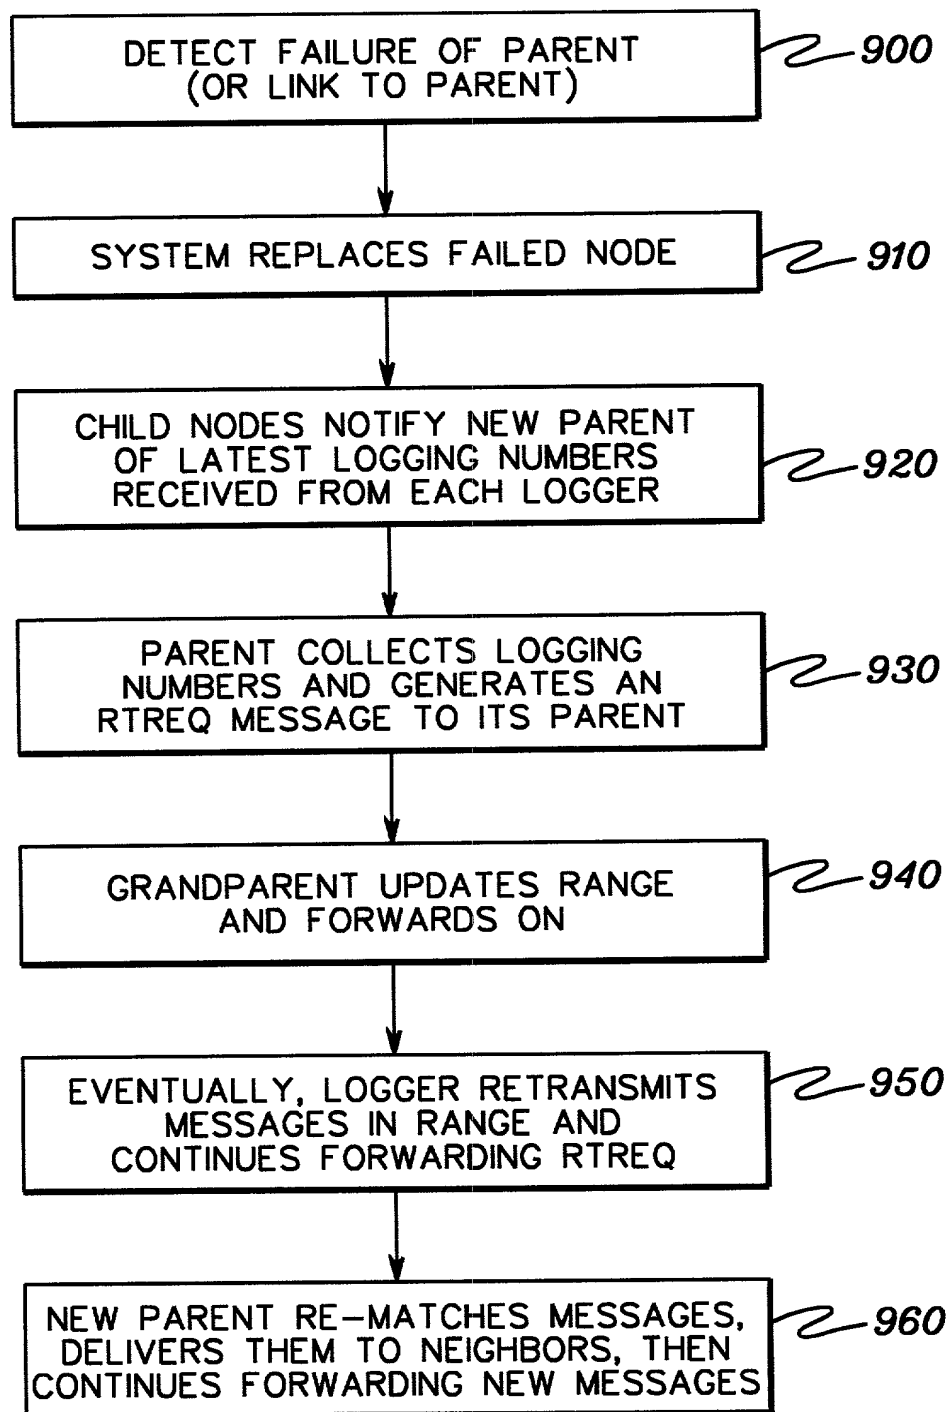 DETECT FAILURE OF PARENT
(OR LINK TO PARENT)
900
SYSTEM REPLACES FAILED NODE
910
CHILD NODES NOTIFY NEW PARENT
OF LATEST LOGGING NUMBERS
RECEIVED FROM EACH LOGGER
920
PARENT COLLECTS LOGGING
NUMBERS AND GENERATES AN
RTREQ MESSAGE TO ITS PARENT
930
GRANDPARENT UPDATES RANGE
AND FORWARDS ON
940
EVENTUALLY, LOGGER RETRANSMITS
MESSAGES IN RANGE AND
CONTINUES FORWARDING RTREQ
950
NEW PARENT RE-MATCHES MESSAGES,
DELIVERS THEM TO NEIGHBORS, THEN
CONTINUES FORWARDING NEW MESSAGES
960